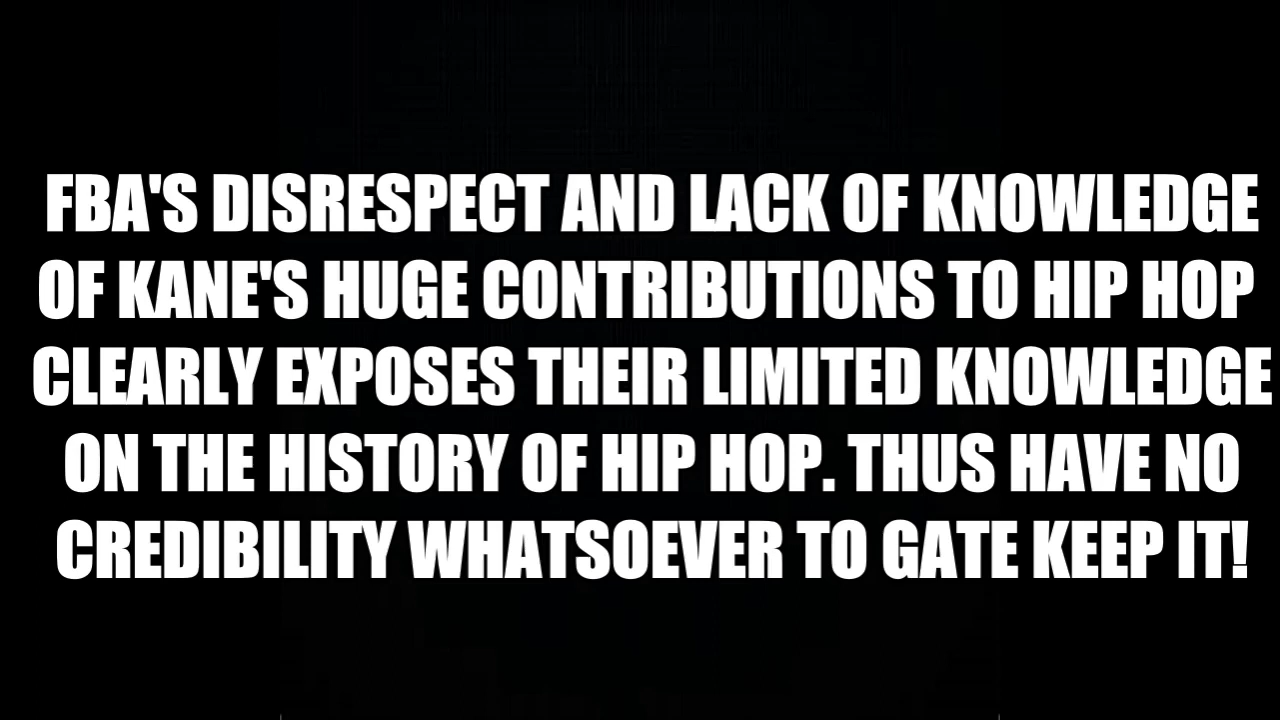 FBA'S DISRESPECT AND LACK OF KNOWLEDGE
OF KANE'S HUGE CONTRIBUTIONS TO HIP HOP
CLEARLY EXPOSES THEIR LIMITED KNOWLEDGE
ON THE HISTORY OF HIP HOP. THUS HAVE NO
CREDIBILITY WHATSOEVER TO GATE KEEP IT!